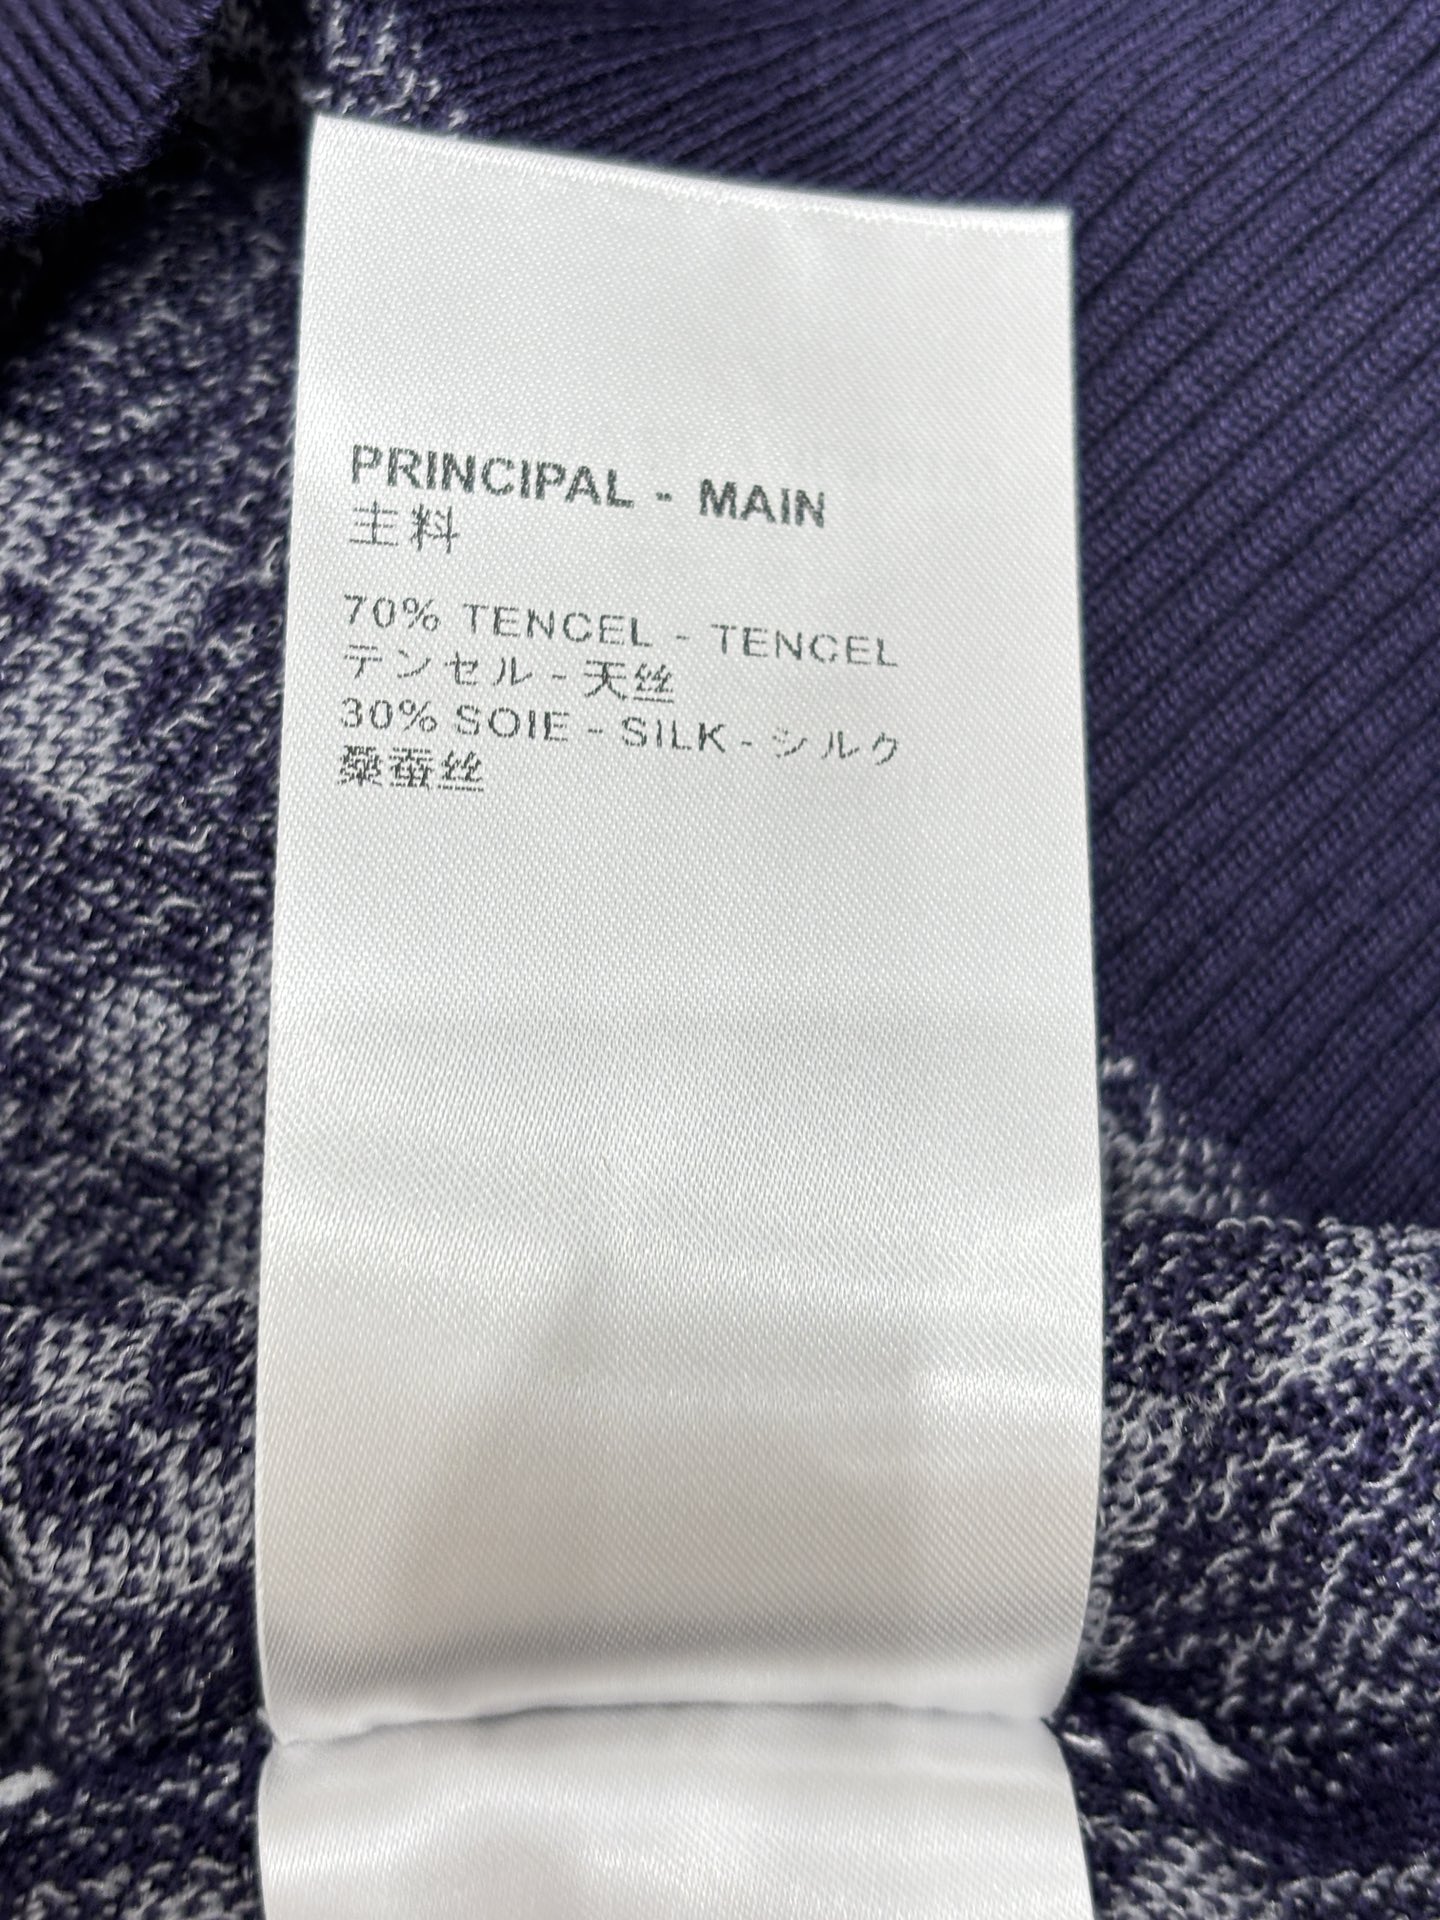 PRINCIPAL - MAIN
主料
70% TENCEL - TENCEL
テンセル - 天丝
30% SOIE - SILK - シルク
桑蚕丝